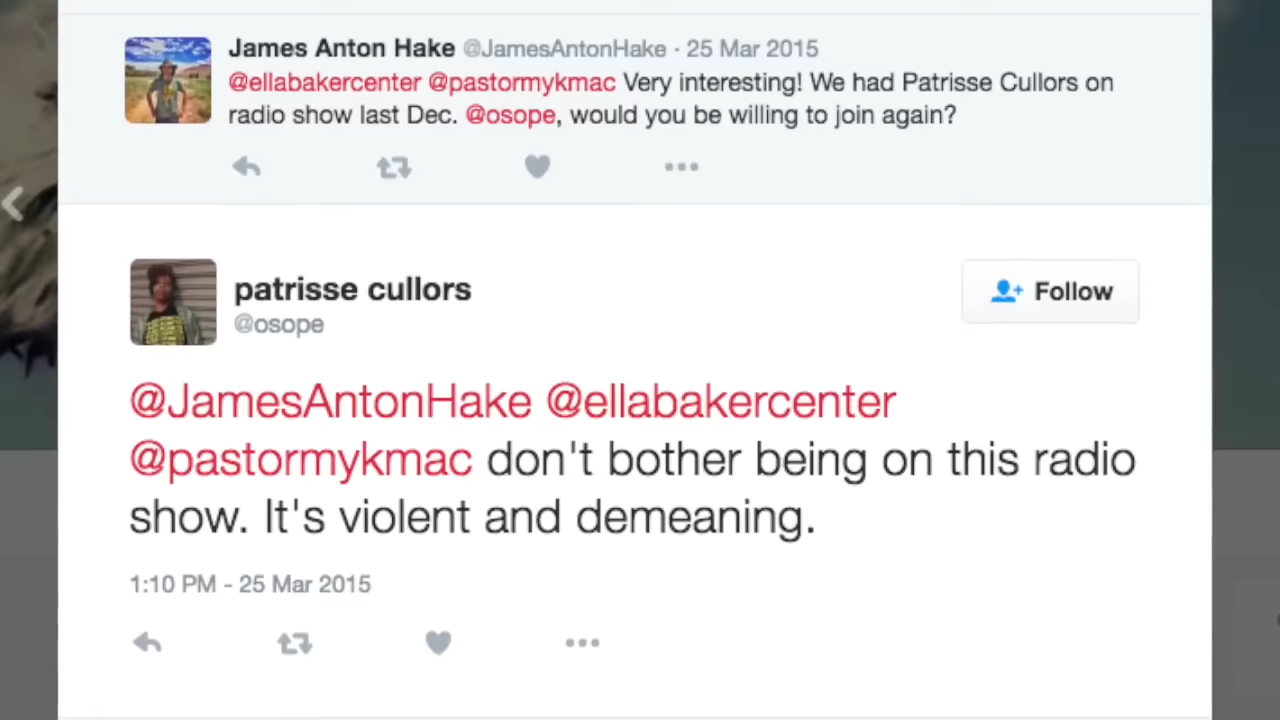 James Anton Hake @JamesAntonHake · 25 Mar 2015
@ellabakercenter @pastormykmac Very interesting! We had Patrisse Cullors on
radio show last Dec. @osope, would you be willing to join again?
patrisse cullors
@osope
Follow
@JamesAntonHake @ellabakercenter
@pastormykmac don't bother being on this radio
show. It's violent and demeaning.
1:10 PM - 25 Mar 2015